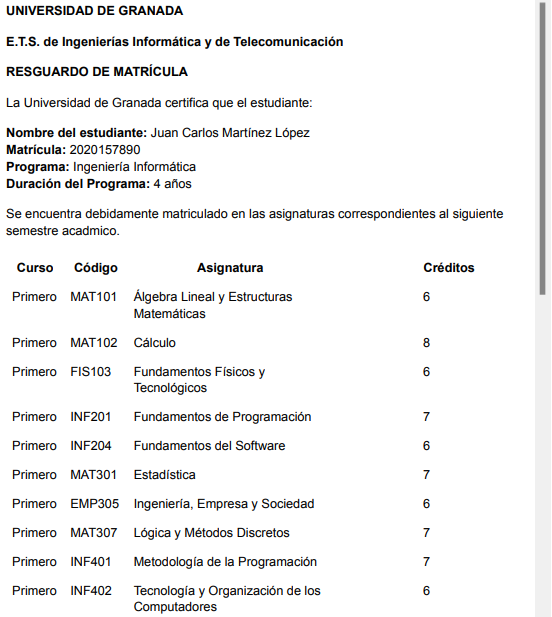 UNIVERSIDAD DE GRANADA
E.T.S. de Ingenierías Informática y de Telecomunicación
RESGUARDO DE MATRÍCULA
La Universidad de Granada certifica que el estudiante:
Nombre del estudiante: Juan Carlos Martínez López
Matrícula: 2020157890
Programa: Ingeniería Informática
Duración del Programa: 4 años
Se encuentra debidamente matriculado en las asignaturas correspondientes al siguiente
semestre acadmico.
Curso Código Asignatura Créditos
Primero MAT101 Álgebra Lineal y Estructuras 6
Matemáticas
Primero MAT102 Cálculo 8
Primero FIS103 Fundamentos Físicos y 6
Tecnológicos
Primero INF201 Fundamentos de Programación 7
Primero INF204 Fundamentos del Software 6
Primero MAT301 Estadística 7
Primero EMP305 Ingeniería, Empresa y Sociedad 6
Primero MAT307 Lógica y Métodos Discretos 7
Primero INF401 Metodología de la Programación 7
Primero INF402 Tecnología y Organización de los 6
Computadores